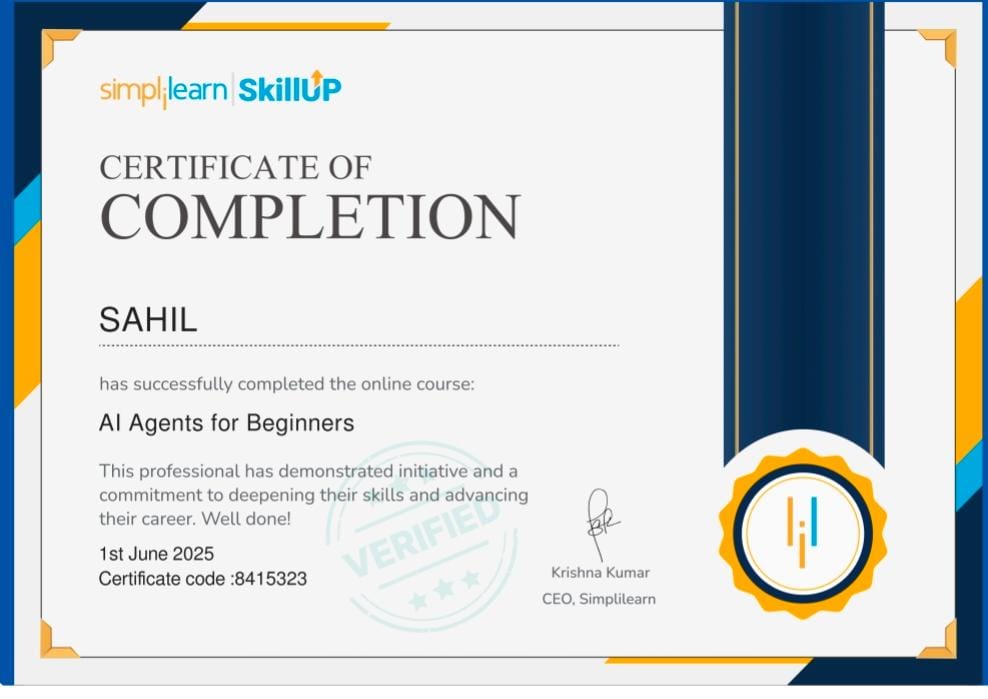 simplilearn | SkillUP
CERTIFICATE OF
COMPLETION
SAHIL
has successfully completed the online course:
AI Agents for Beginners
This professional has demonstrated initiative and a
commitment to deepening their skills and advancing
their career. Well done!
VERIFIED
1st June 2025
Certificate code :8415323
Krishna Kumar
CEO, Simplilearn